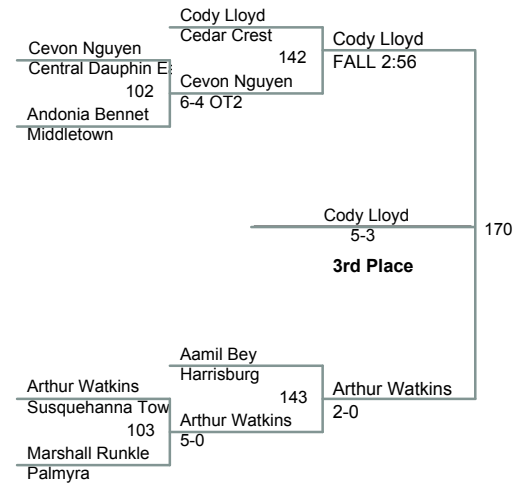 Cody Lloyd
Cedar Crest
Cody Lloyd
Cevon Nguyen
142
FALL 2:56
Central Dauphin E
Cevon Nguyen
102
6-4 OT2
Andonia Bennet
Middletown
Cody Lloyd
170
5-3
3rd Place
Aamil Bey
Harrisburg
Arthur Watkins
143
Arthur Watkins
Susquehanna Tow
2-0
Arthur Watkins
103
5-0
Marshall Runkle
Palmyra